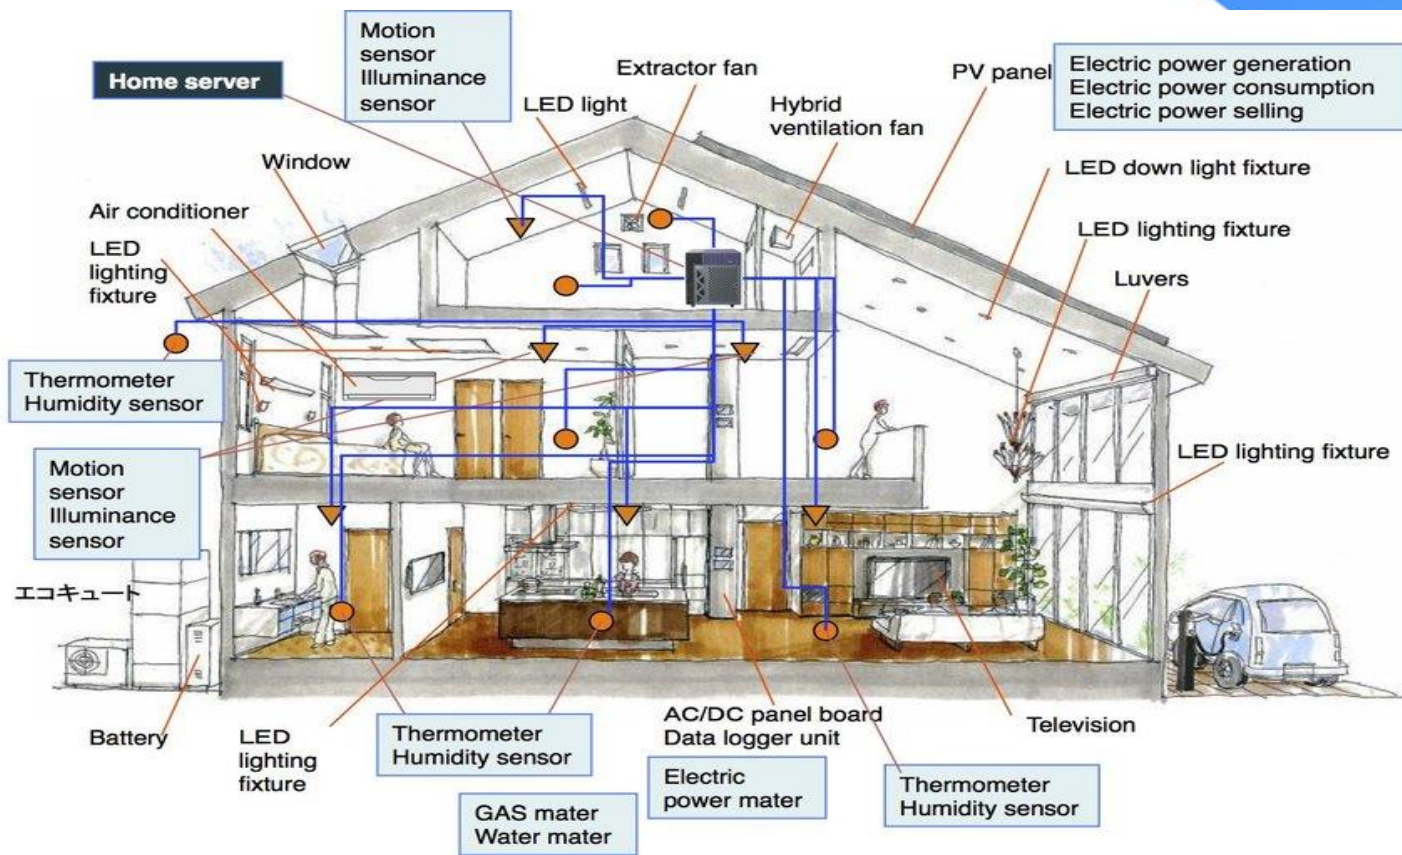 Motion
sensor
Illuminance
sensor
Home server
Extractor fan
LED light
Hybrid
ventilation fan
PV panel
Electric power generation
Electric power consumption
Electric power selling
Window
LED down light fixture
Air conditioner
LED
lighting
fixture
LED lighting fixture
Luvers
Thermometer
Humidity sensor
LED lighting fixture
Motion
sensor
Illuminance
sensor
エコキュート
Battery
LED
lighting
fixture
Thermometer
Humidity sensor
AC/DC panel board
Data logger unit
Television
Electric
power mater
Thermometer
Humidity sensor
GAS mater
Water mater